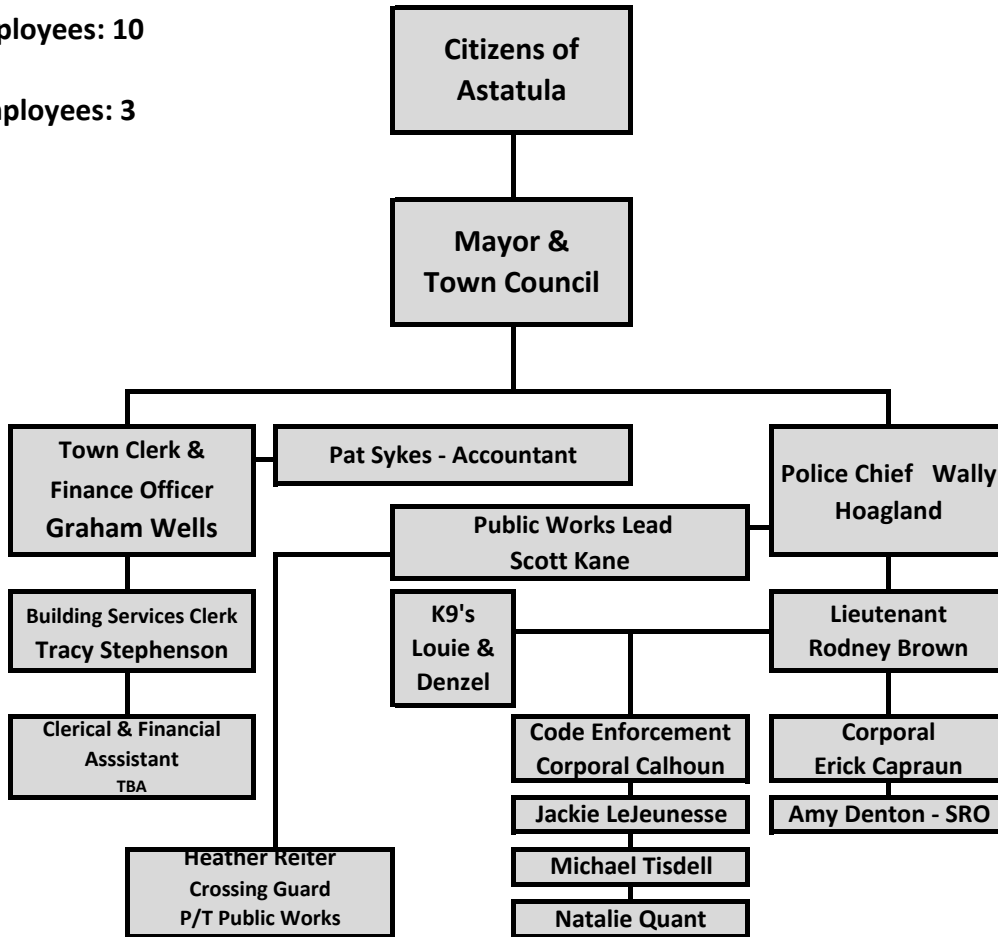 ployees: 10
Citizens of
Astatula
ployees: 3
Mayor &
Town Council
Town Clerk &
Finance Officer
Graham Wells
Pat Sykes - Accountant
Police Chief Wally
Hoagland
Public Works Lead
Scott Kane
Building Services Clerk
Tracy Stephenson
K9's
Louie &
Denzel
Lieutenant
Rodney Brown
Clerical & Financial
Asssistant
TBA
Code Enforcement
Corporal Calhoun
Corporal
Erick Capraun
Jackie LeJeunesse
Amy Denton - SRO
Heather Reiter
Crossing Guard
P/T Public Works
Michael Tisdell
Natalie Quant